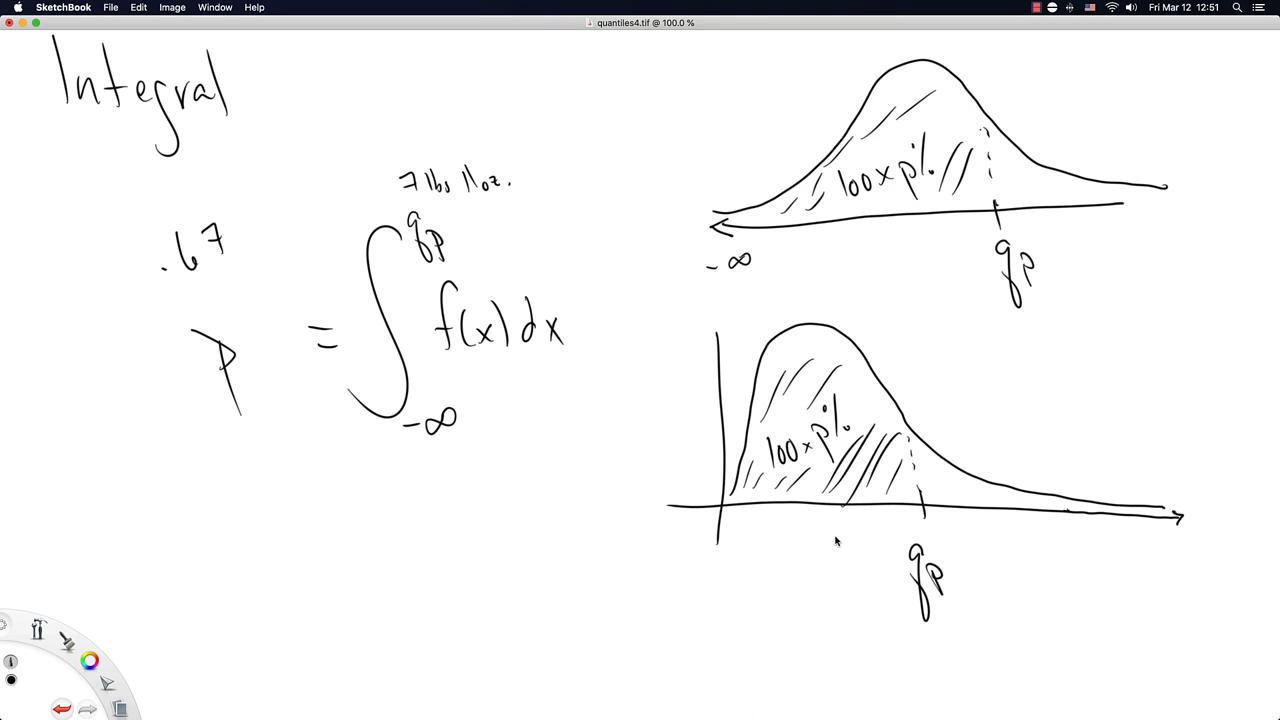 SketchBook File Edit Image Window Help Fri Mar 12 12:51
quantiles4.tif @ 100.0 %
Integral
7 lbs 11oz.
.67
p = ∫ qp -∞ f(x)dx
100 x p%
-∞ qp
100 x p%
qp